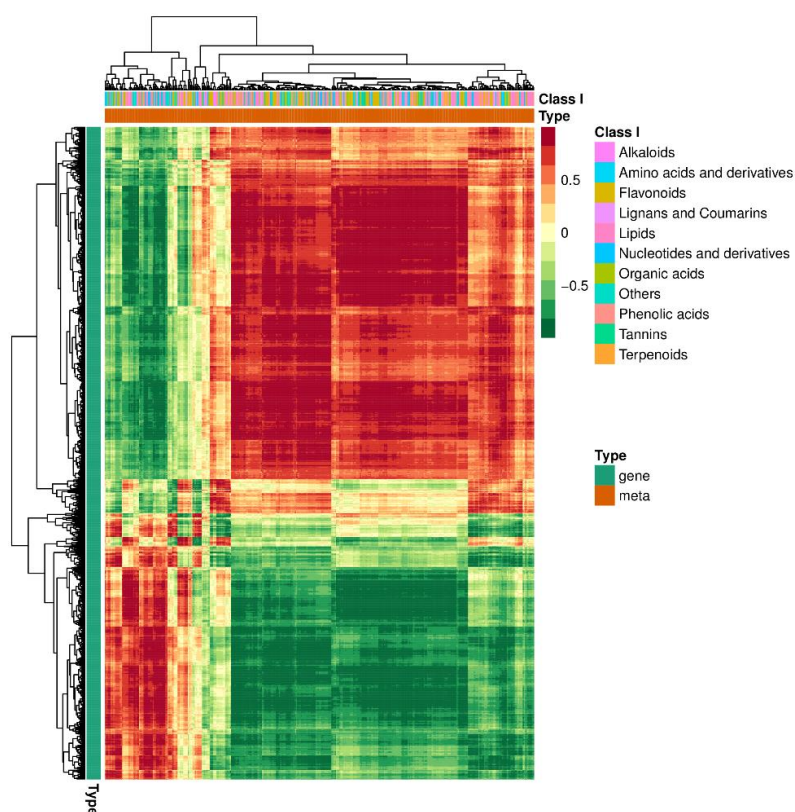 Class I
Type
0.5
0
−0.5
Class I
Alkaloids
Amino acids and derivatives
Flavonoids
Lignans and Coumarins
Lipids
Nucleotides and derivatives
Organic acids
Others
Phenolic acids
Tannins
Terpenoids
Type
gene
meta
Type